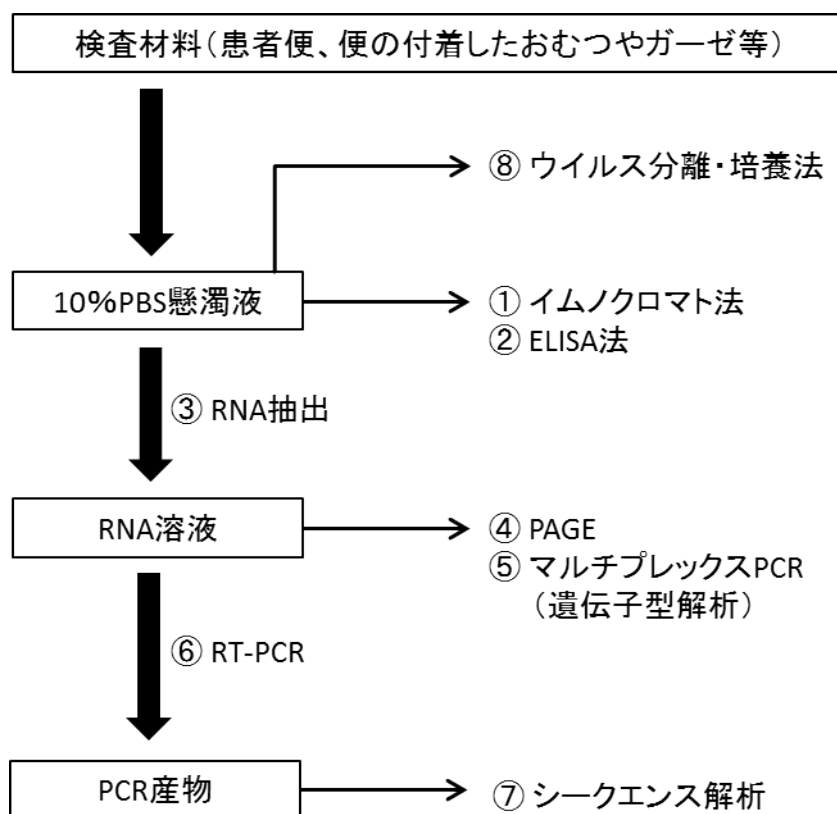 検査材料（患者便、便の付着したおむつやガーゼ等）
⑧ ウイルス分離・培養法
10%PBS懸濁液
① イムノクロマト法
② ELISA法
③ RNA抽出
RNA溶液
④ PAGE
⑤ マルチプレックスPCR
（遺伝子型解析）
⑥ RT-PCR
PCR産物
⑦ シークエンス解析